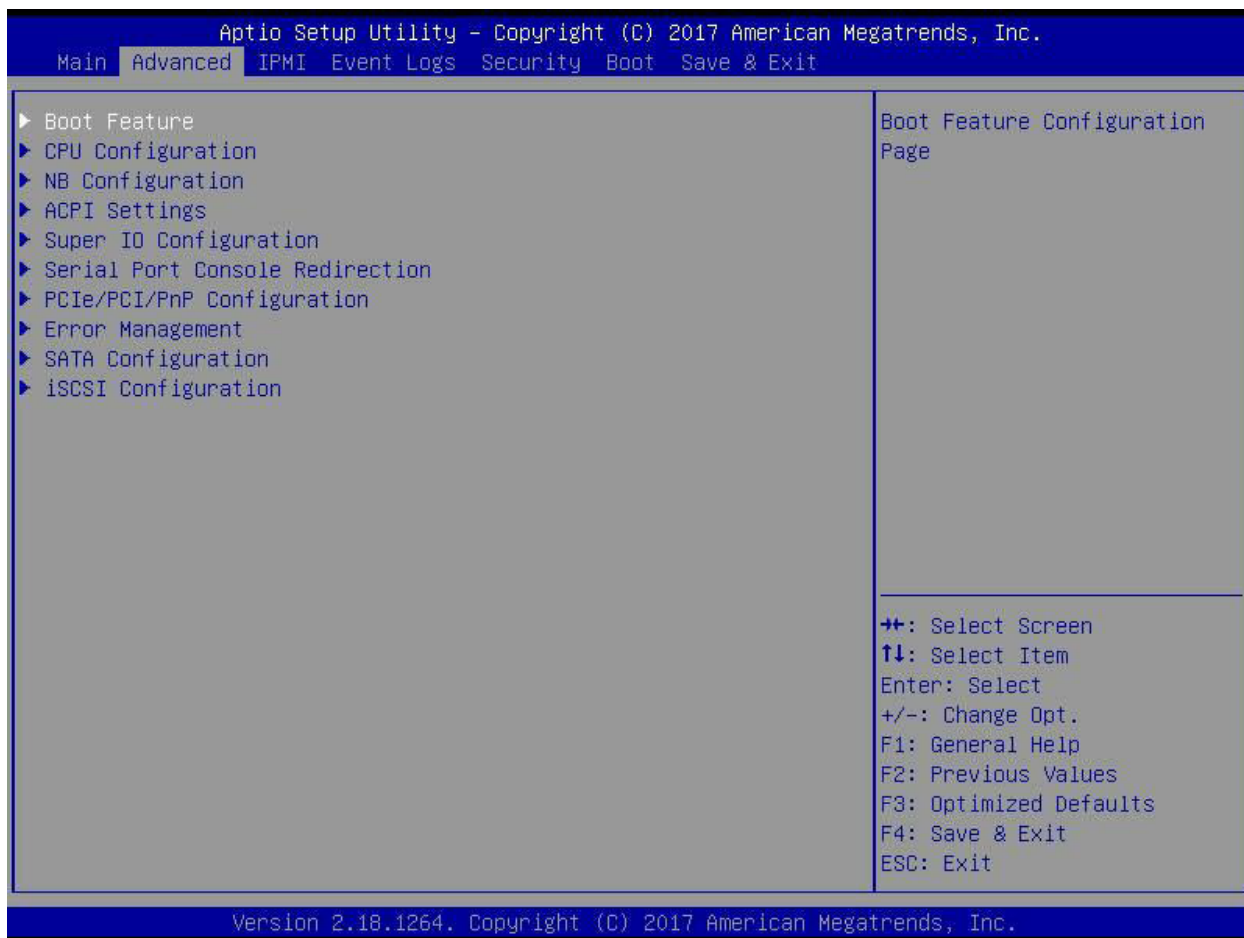 Aptio Setup Utility – Copyright (C) 2017 American Megatrends, Inc.
Main Advanced IPMI Event Logs Security Boot Save & Exit
▶ Boot Feature
▶ CPU Configuration
▶ NB Configuration
▶ ACPI Settings
▶ Super IO Configuration
▶ Serial Port Console Redirection
▶ PCIe/PCI/PnP Configuration
▶ Error Management
▶ SATA Configuration
▶ iSCSI Configuration
Boot Feature Configuration
Page
→←: Select Screen
↑↓: Select Item
Enter: Select
+/-: Change Opt.
F1: General Help
F2: Previous Values
F3: Optimized Defaults
F4: Save & Exit
ESC: Exit
Version 2.18.1264. Copyright (C) 2017 American Megatrends, Inc.